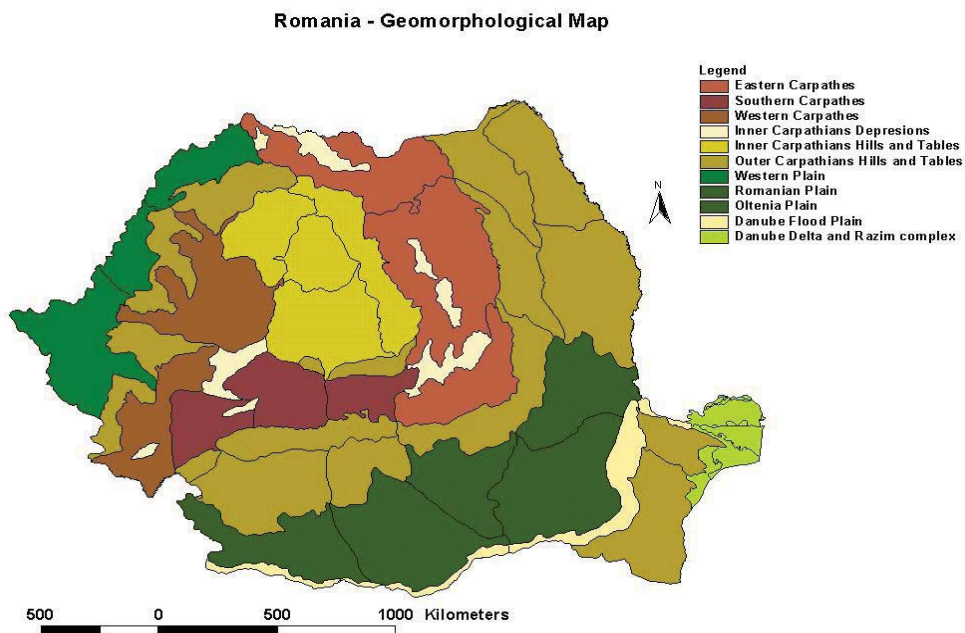 Romania - Geomorphological Map
Legend
Eastern Carpathes
Southern Carpathes
Western Carpathes
Inner Carpathians Depresions
Inner Carpathians Hills and Tables
Outer Carpathians Hills and Tables
Western Plain
Romanian Plain
Oltenia Plain
Danube Flood Plain
Danube Delta and Razim complex
N
500 0 500 1000 Kilometers